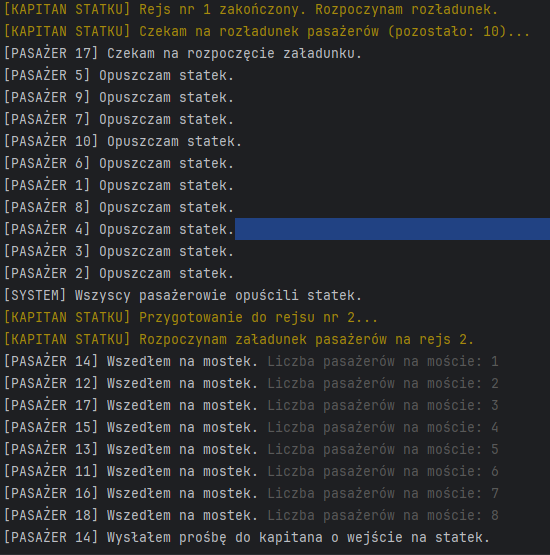 [KAPITAN STATKU] Rejs nr 1 zakończony. Rozpoczynam rozładunek.
[KAPITAN STATKU] Czekam na rozładunek pasażerów (pozostało: 10)...
[PASAŻER 17] Czekam na rozpoczęcie załadunku.
[PASAŻER 5] Opuszczam statek.
[PASAŻER 9] Opuszczam statek.
[PASAŻER 7] Opuszczam statek.
[PASAŻER 10] Opuszczam statek.
[PASAŻER 6] Opuszczam statek.
[PASAŻER 1] Opuszczam statek.
[PASAŻER 8] Opuszczam statek.
[PASAŻER 4] Opuszczam statek.
[PASAŻER 3] Opuszczam statek.
[PASAŻER 2] Opuszczam statek.
[SYSTEM] Wszyscy pasażerowie opuścili statek.
[KAPITAN STATKU] Przygotowanie do rejsu nr 2...
[KAPITAN STATKU] Rozpoczynam załadunek pasażerów na rejs 2.
[PASAŻER 14] Wszedłem na mostek. Liczba pasażerów na moście: 1
[PASAŻER 12] Wszedłem na mostek. Liczba pasażerów na moście: 2
[PASAŻER 17] Wszedłem na mostek. Liczba pasażerów na moście: 3
[PASAŻER 15] Wszedłem na mostek. Liczba pasażerów na moście: 4
[PASAŻER 13] Wszedłem na mostek. Liczba pasażerów na moście: 5
[PASAŻER 11] Wszedłem na mostek. Liczba pasażerów na moście: 6
[PASAŻER 16] Wszedłem na mostek. Liczba pasażerów na moście: 7
[PASAŻER 18] Wszedłem na mostek. Liczba pasażerów na moście: 8
[PASAŻER 14] Wysłałem prośbę do kapitana o wejście na statek.